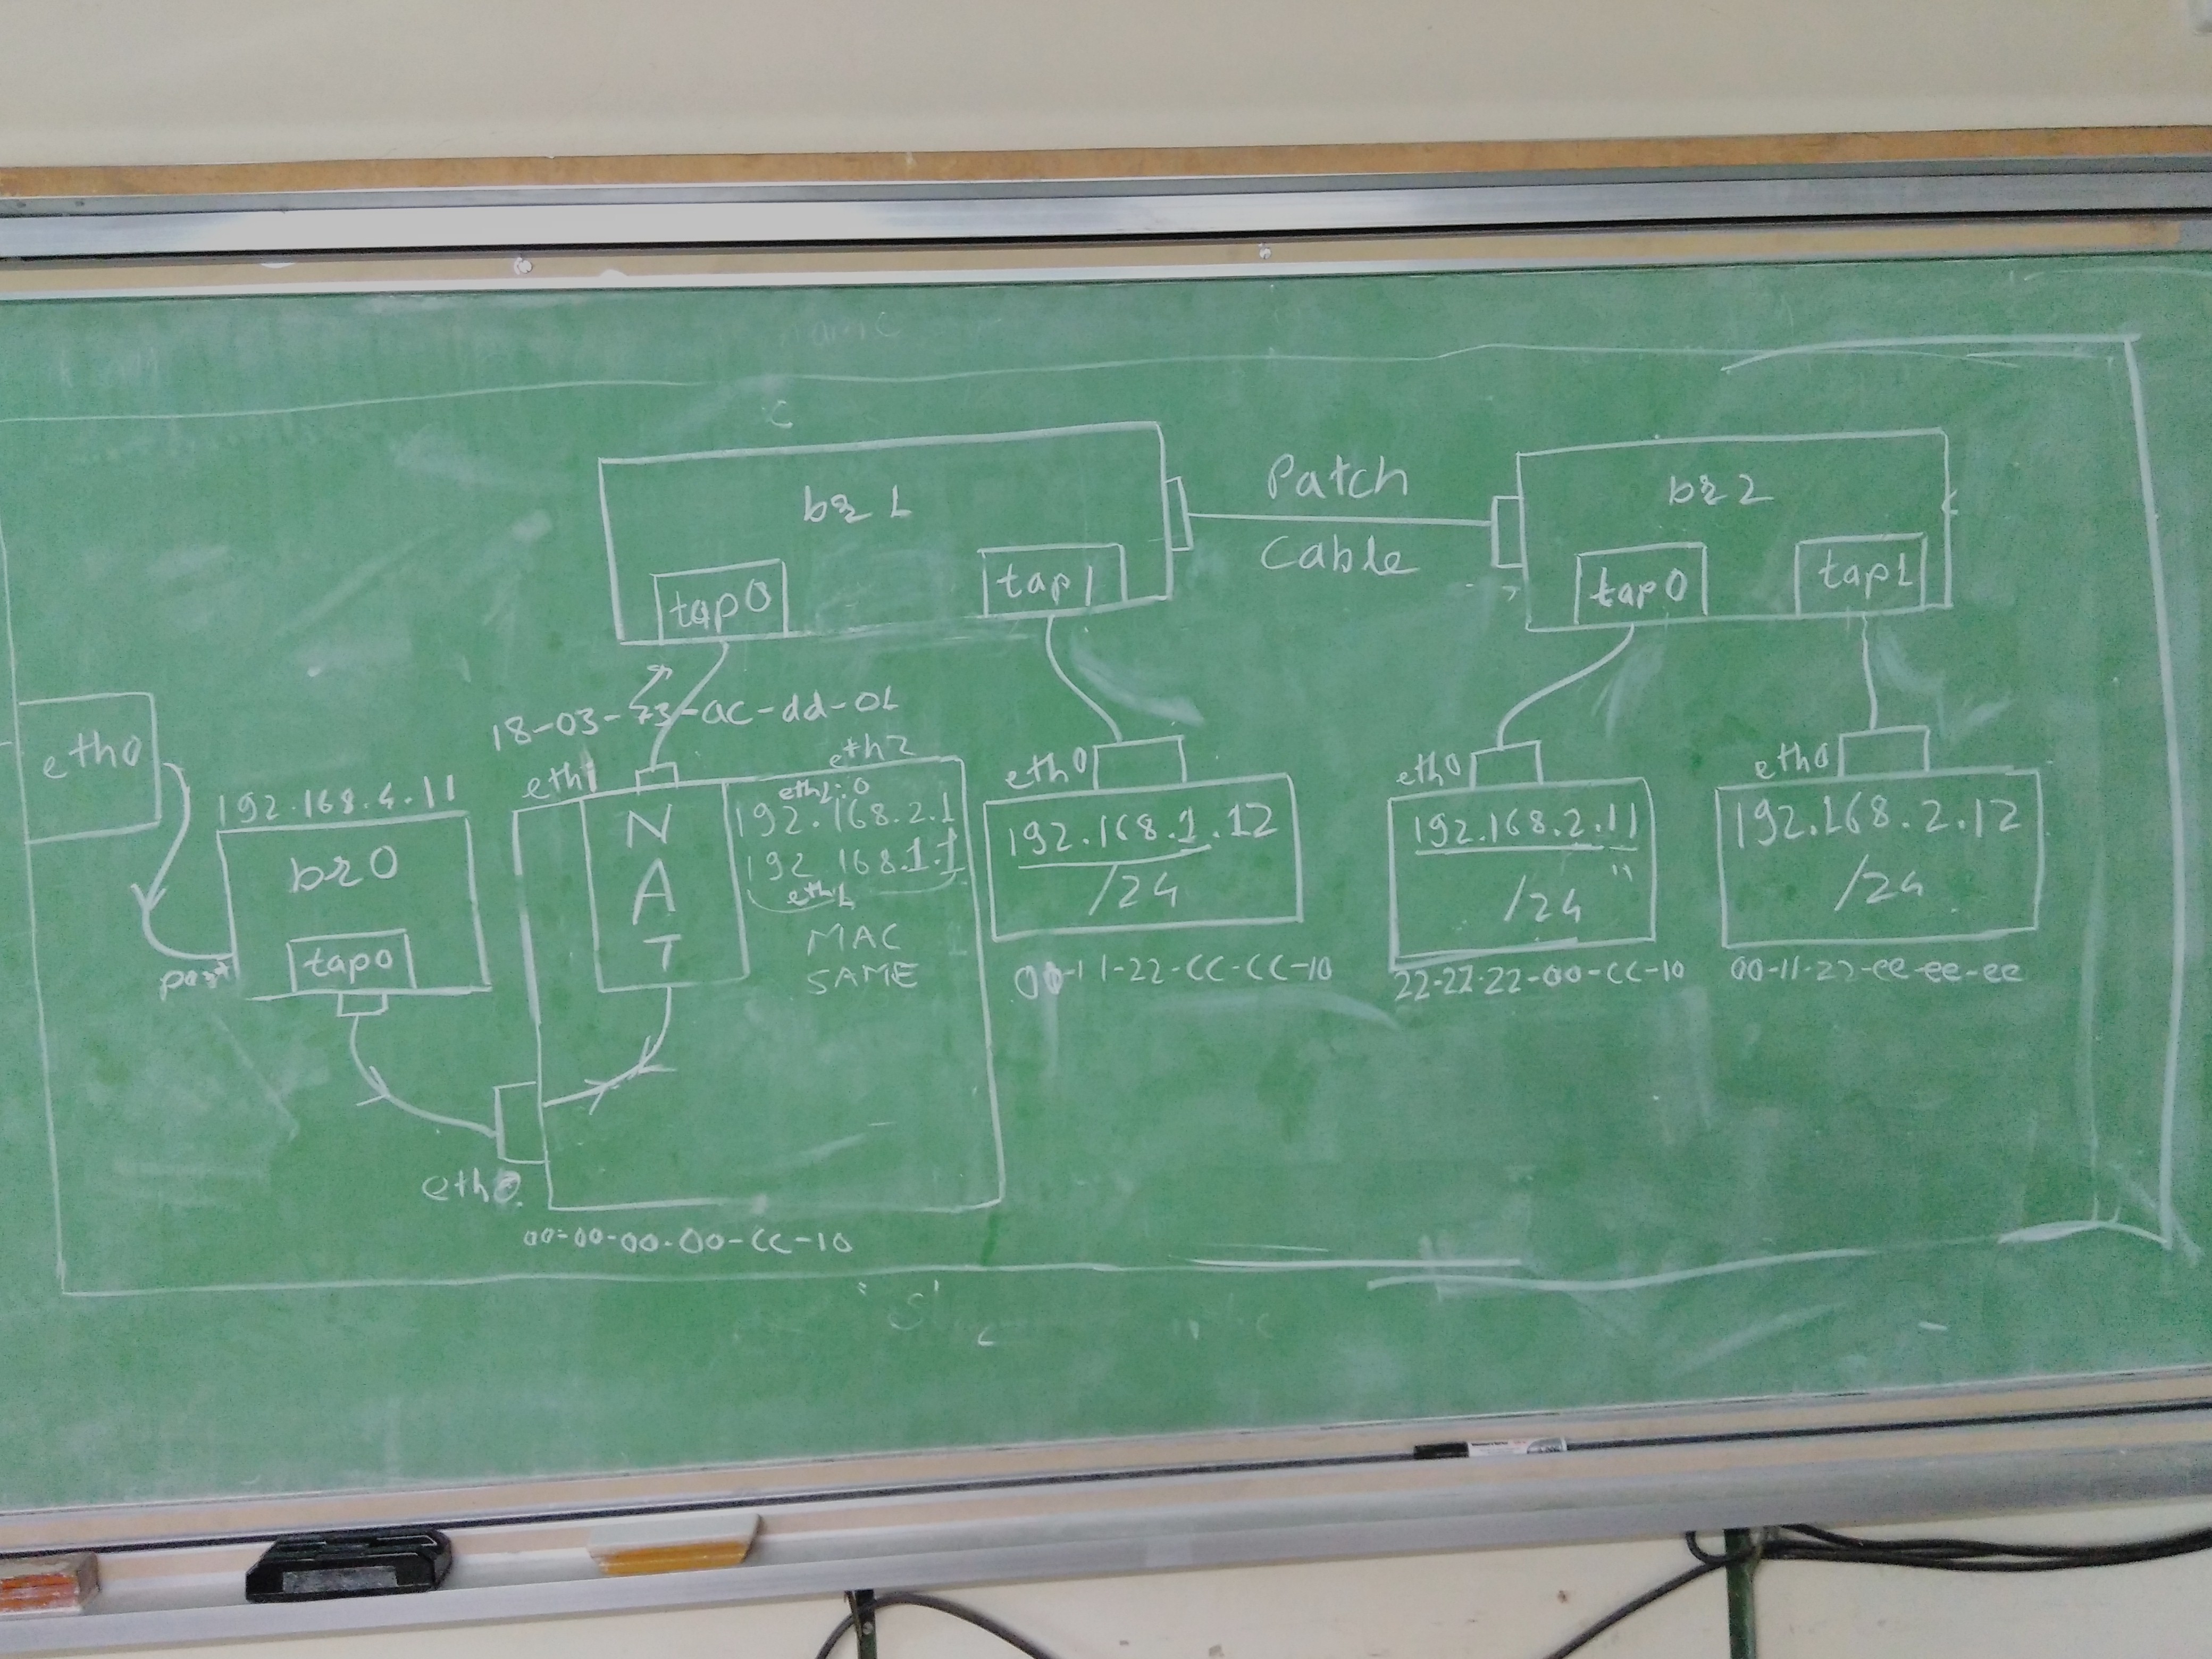 br 1
tap0
tap1
Patch
Cable
br2
tap0
tap1
eth0
192.168.4.11
br0
tap0
port
18-03-73-ac-dd-01
eth1
eth2
N
A
T
eth1:0
192.168.2.1
192 168.1.1
eth1
MAC
SAME
eth0
00-00-00-00-CC-10
eth0
192.168.1.12
/24
00-11-22-CC-CC-10
eth0
192.168.2.11
/24
22-22-22-00-CC-10
eth0
192.168.2.12
/24
00-11-22-ee-ee-ee